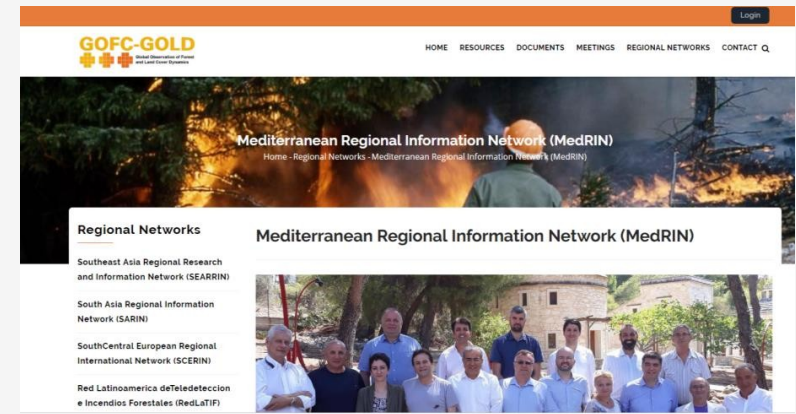 Login
GOFC-GOLD
Global Observation of Forest
and Land Cover Dynamics
HOME RESOURCES DOCUMENTS MEETINGS REGIONAL NETWORKS CONTACT
Mediterranean Regional Information Network (MedRIN)
Home - Regional Networks - Mediterranean Regional Information Network (MedRIN)
Regional Networks
Southeast Asia Regional Research
and Information Network (SEARRIN)
South Asia Regional Information
Network (SARIN)
SouthCentral European Regional
International Network (SCERIN)
Red Latinoamerica deTeledeteccion
e Incendios Forestales (RedLaTIF)
Mediterranean Regional Information Network (MedRIN)